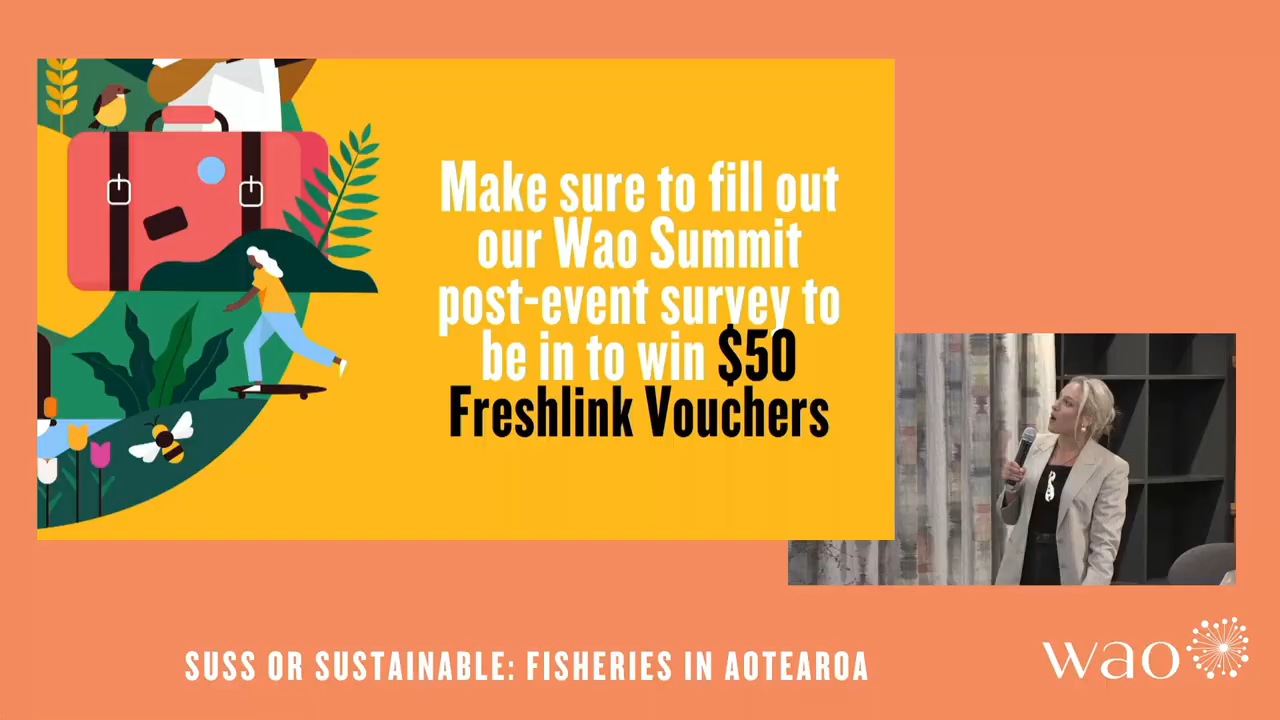 Make sure to fill out
our Wao Summit
post-event survey to
be in to win $50
Freshlink Vouchers
SUSS OR SUSTAINABLE: FISHERIES IN AOTEAROA
wao